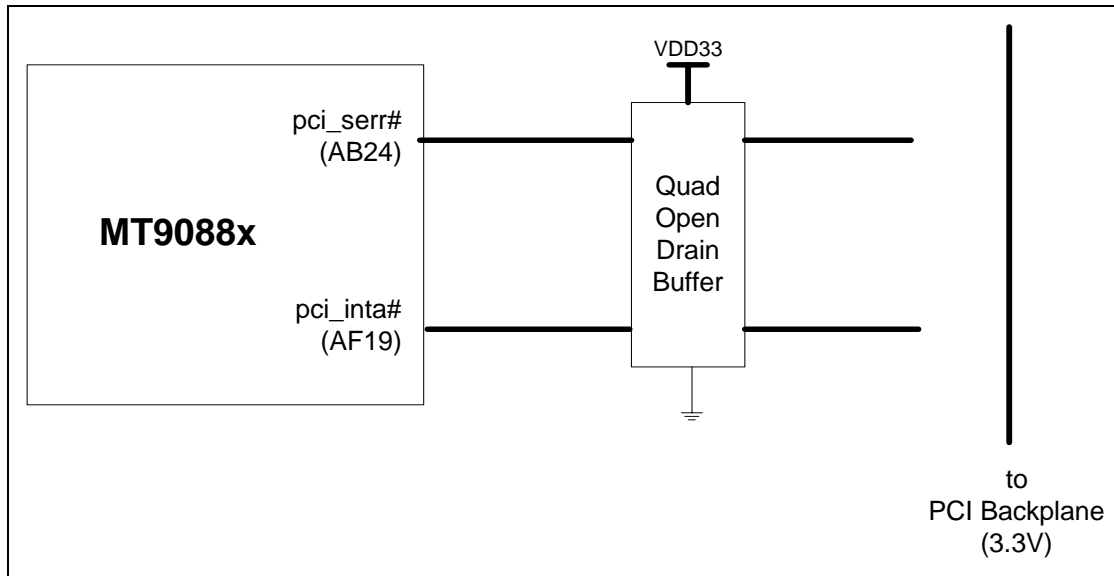 VDD33
pci_serr#
(AB24)
MT9088x
Quad
Open
Drain
Buffer
pci_inta#
(AF19)
to
PCI Backplane
(3.3V)